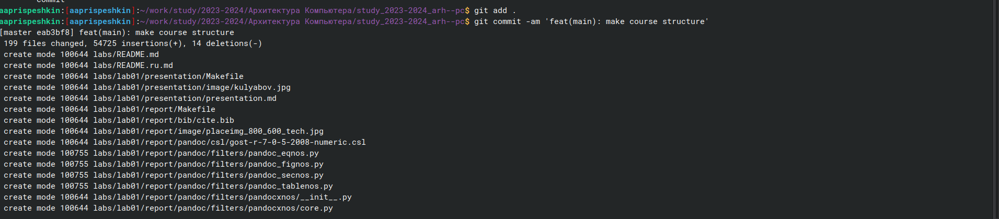 commit
aaprispeshkin:[aaprispeshkin]:~/work/study/2023-2024/Архитектура Компьютера/study_2023-2024_arh--pc$ git add .
aaprispeshkin:[aaprispeshkin]:~/work/study/2023-2024/Архитектура Компьютера/study_2023-2024_arh--pc$ git commit -am 'feat(main): make course structure'
[master eab3bf8] feat(main): make course structure
199 files changed, 54725 insertions(+), 14 deletions(-)
create mode 100644 labs/README.md
create mode 100644 labs/README.ru.md
create mode 100644 labs/lab01/presentation/Makefile
create mode 100644 labs/lab01/presentation/image/kulyabov.jpg
create mode 100644 labs/lab01/presentation/presentation.md
create mode 100644 labs/lab01/report/Makefile
create mode 100644 labs/lab01/report/bib/cite.bib
create mode 100644 labs/lab01/report/image/placeimg_800_600_tech.jpg
create mode 100644 labs/lab01/report/pandoc/csl/gost-r-7-0-5-2008-numeric.csl
create mode 100755 labs/lab01/report/pandoc/filters/pandoc_eqnos.py
create mode 100755 labs/lab01/report/pandoc/filters/pandoc_fignos.py
create mode 100755 labs/lab01/report/pandoc/filters/pandoc_secnos.py
create mode 100755 labs/lab01/report/pandoc/filters/pandoc_tablenos.py
create mode 100644 labs/lab01/report/pandoc/filters/pandocxnos/__init__.py
create mode 100644 labs/lab01/report/pandoc/filters/pandocxnos/core.py